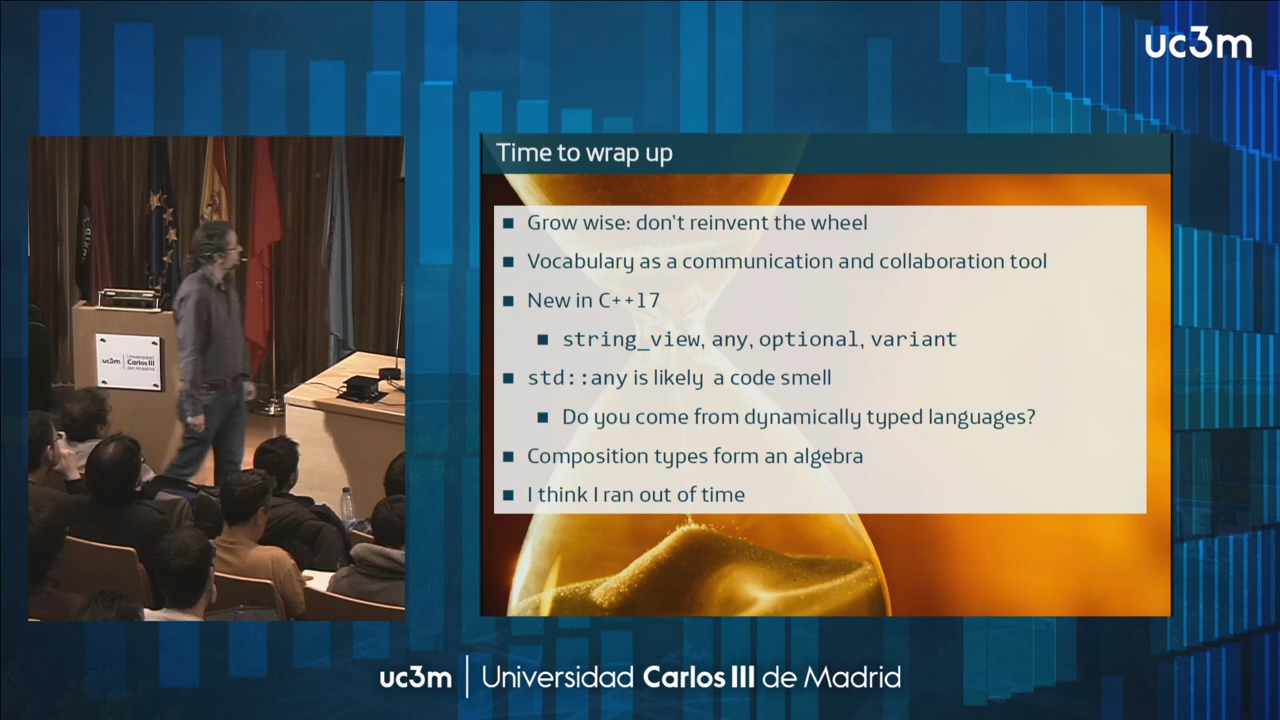 uc3m
Time to wrap up
Grow wise: don't reinvent the wheel
Vocabulary as a communication and collaboration tool
New in C++17
string_view, any, optional, variant
std::any is likely a code smell
Do you come from dynamically typed languages?
Composition types form an algebra
I think I ran out of time
uc3m
Universidad
Carlos III
de Madrid
uc3m | Universidad Carlos III de Madrid